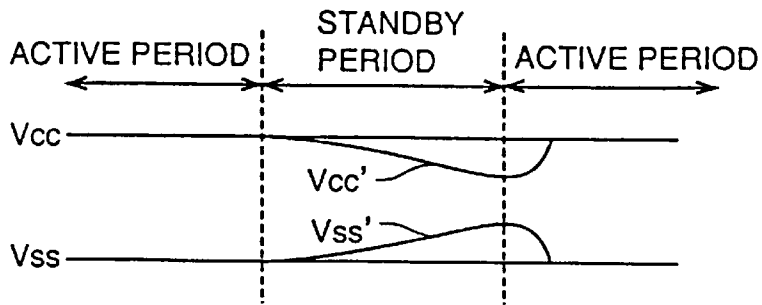 STANDBY
ACTIVE PERIOD PERIOD ACTIVE PERIOD
Vcc
Vcc'
Vss'
Vss